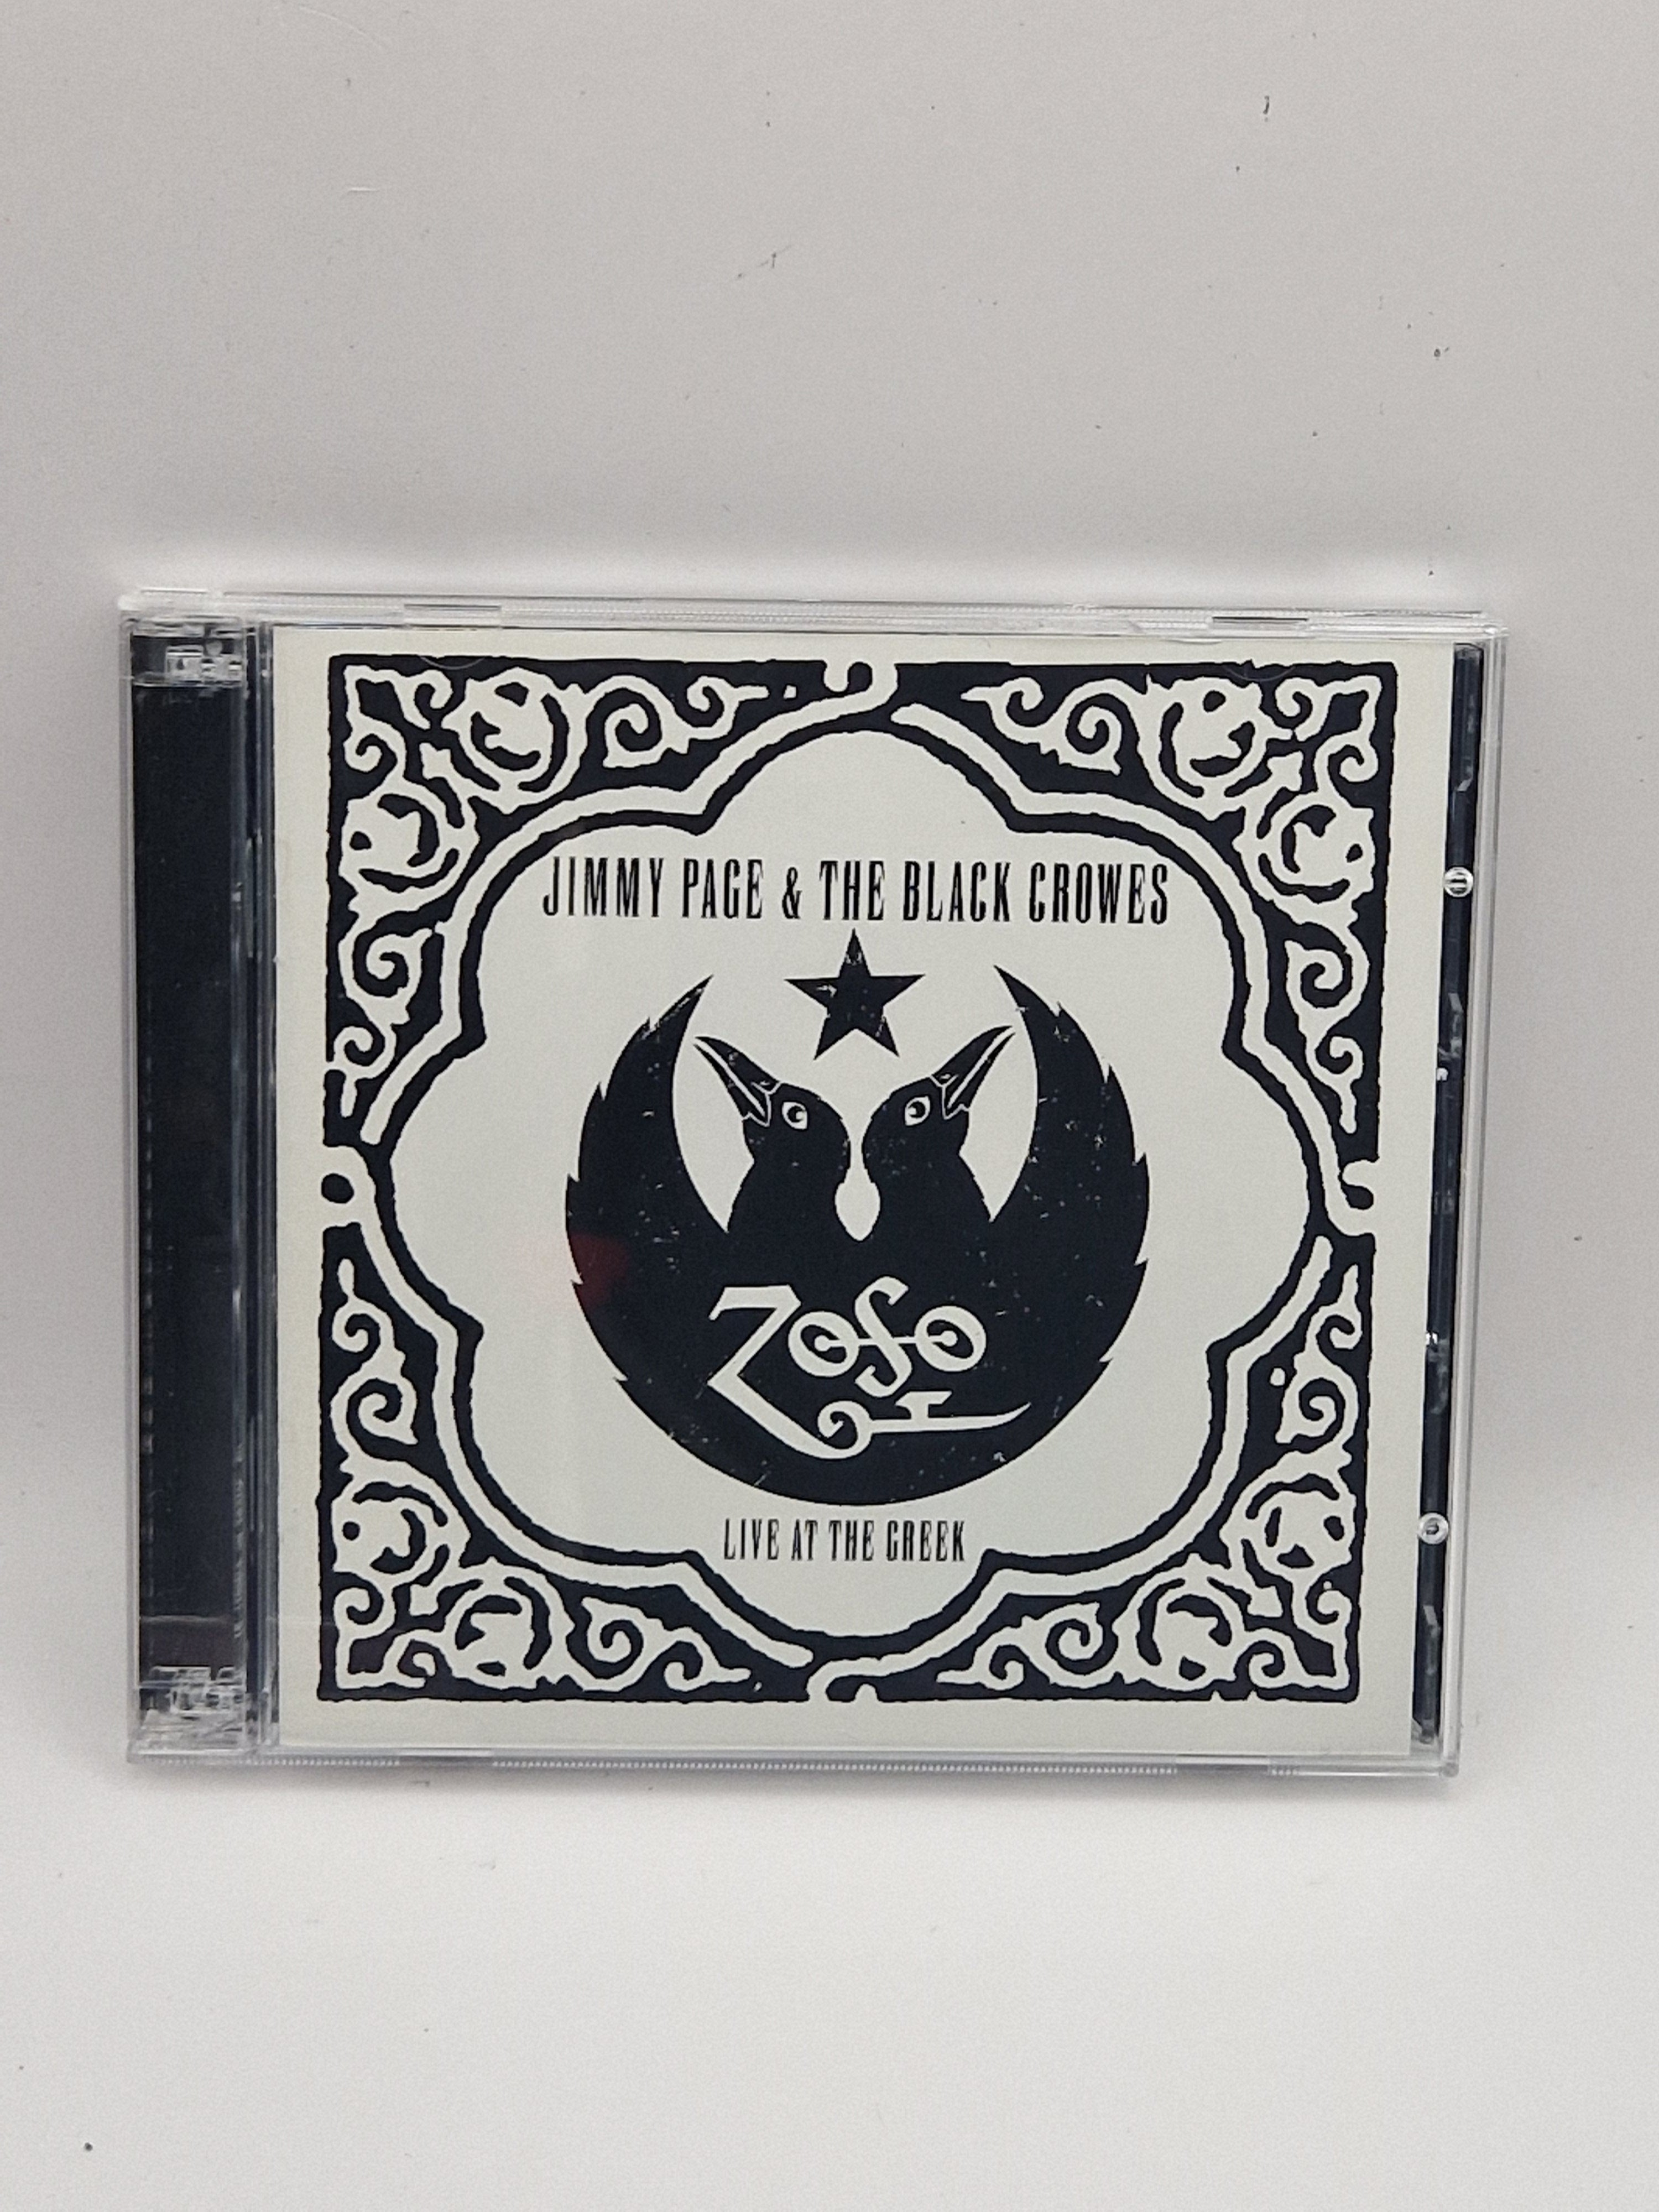 JIMMY PAGE & THE BLACK CROWES
ZOSO
LIVE AT THE GREEK